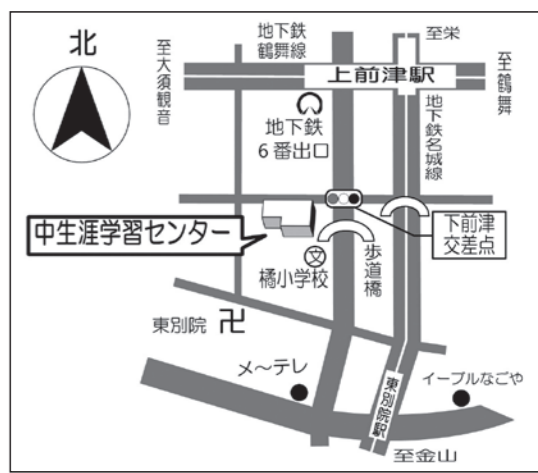 北
至大須観音
地下鉄
鶴舞線
至栄
上前津駅
至鶴舞
地下鉄
6番出口
地下鉄名城線
中生涯学習センター
下前津
交差点
文
橘小学校
歩道橋
東別院
卍
メ～テレ
東別院駅
イーブルなごや
至金山